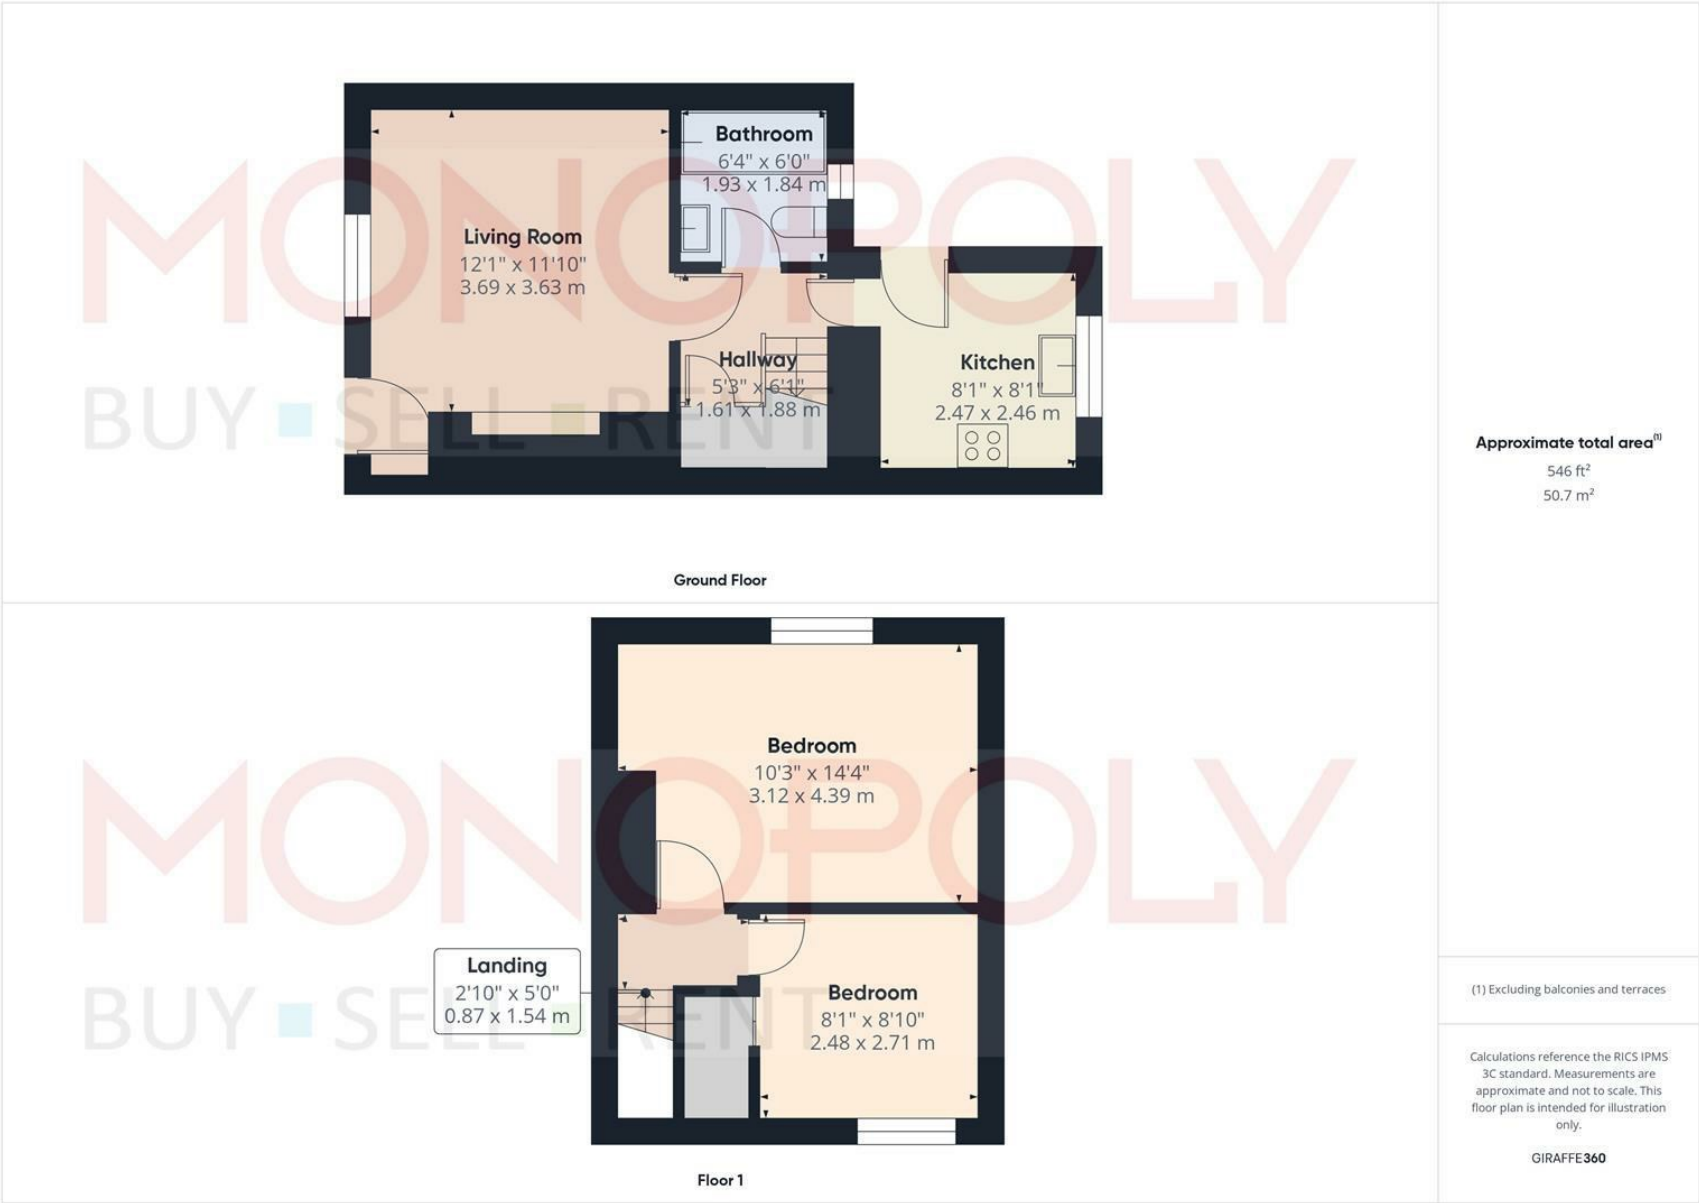 MONOPOLY
BUY SELL RENT
Living Room
12'1" x 11'10"
3.69 x 3.63 m
Bathroom
6'4" x 6'0"
1.93 x 1.84 m
Hallway
5'3" x 6'1"
1.61 x 1.88 m
Kitchen
8'1" x 8'1"
2.47 x 2.46 m
Ground Floor
MONOPOLY
BUY SELL RENT
Bedroom
10'3" x 14'4"
3.12 x 4.39 m
Landing
2'10" x 5'0"
0.87 x 1.54 m
Bedroom
8'1" x 8'10"
2.48 x 2.71 m
Floor 1
Approximate total area(1)
546 ft²
50.7 m²
(1) Excluding balconies and terraces
Calculations reference the RICS IPMS
3C standard. Measurements are
approximate and not to scale. This
floor plan is intended for illustration
only.
GIRAFFE360